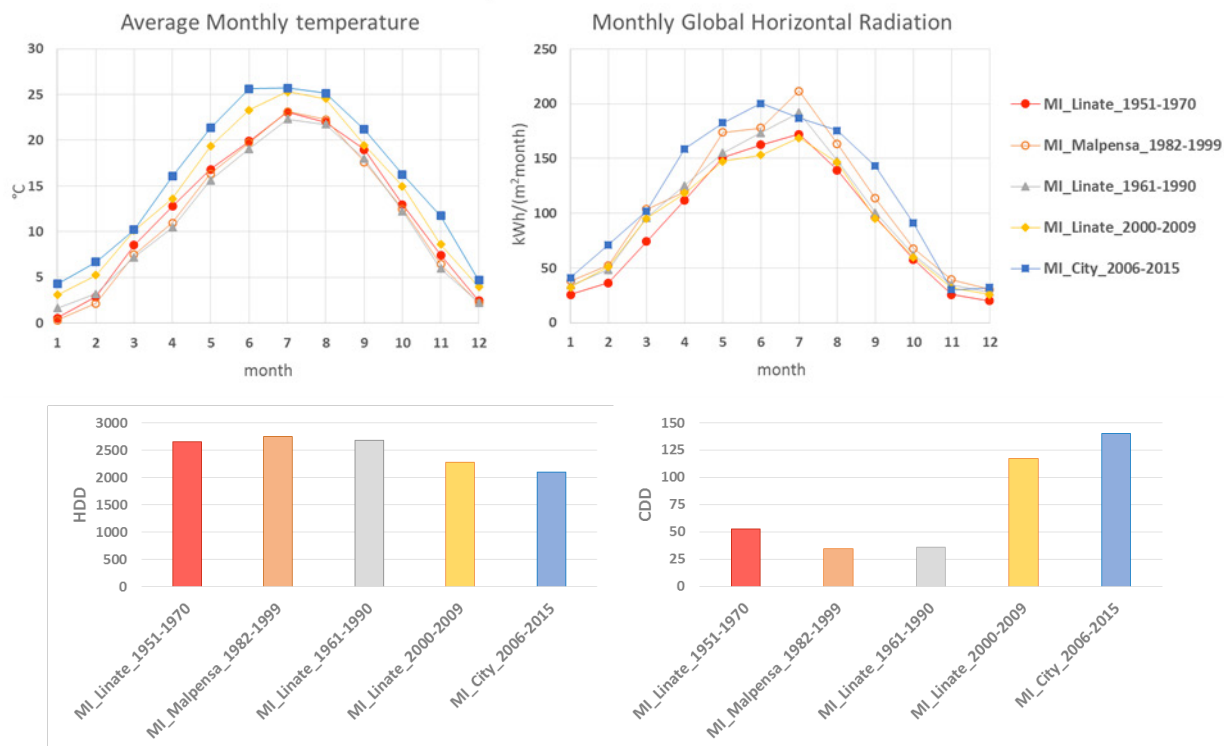 Average Monthly temperature
30
25
20
15
10
5
0
°C
1 2 3 4 5 6 7 8 9 10 11 12
month
Monthly Global Horizontal Radiation
250
200
150
100
50
0
kWh/(m²month)
1 2 3 4 5 6 7 8 9 10 11 12
month
MI_Linate_1951-1970
MI_Malpensa_1982-1999
MI_Linate_1961-1990
MI_Linate_2000-2009
MI_City_2006-2015
3000
2500
2000
1500
1000
500
0
HDD
MI_Linate_1951-1970
MI_Malpensa_1982-1999
MI_Linate_1961-1990
MI_Linate_2000-2009
MI_City_2006-2015
150
125
100
75
50
25
0
CDD
MI_Linate_1951-1970
MI_Malpensa_1982-1999
MI_Linate_1961-1990
MI_Linate_2000-2009
MI_City_2006-2015